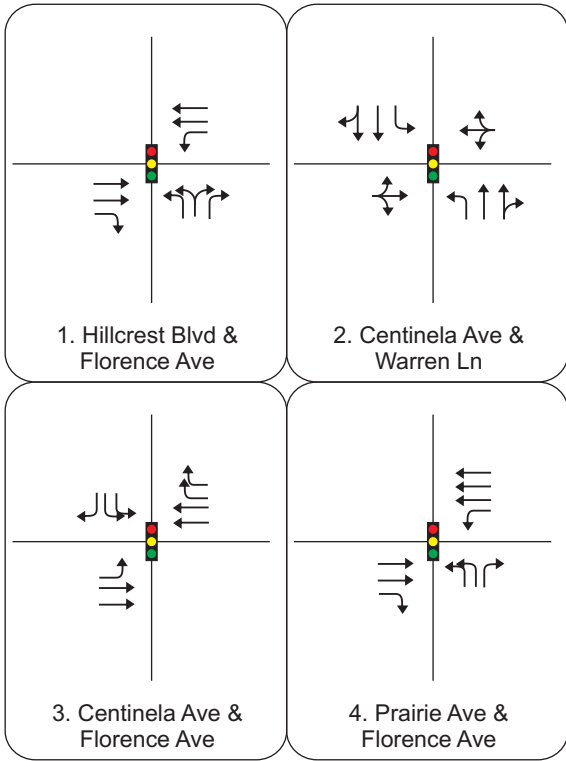 1. Hillcrest Blvd &
Florence Ave
2. Centinela Ave &
Warren Ln
3. Centinela Ave &
Florence Ave
4. Prairie Ave &
Florence Ave